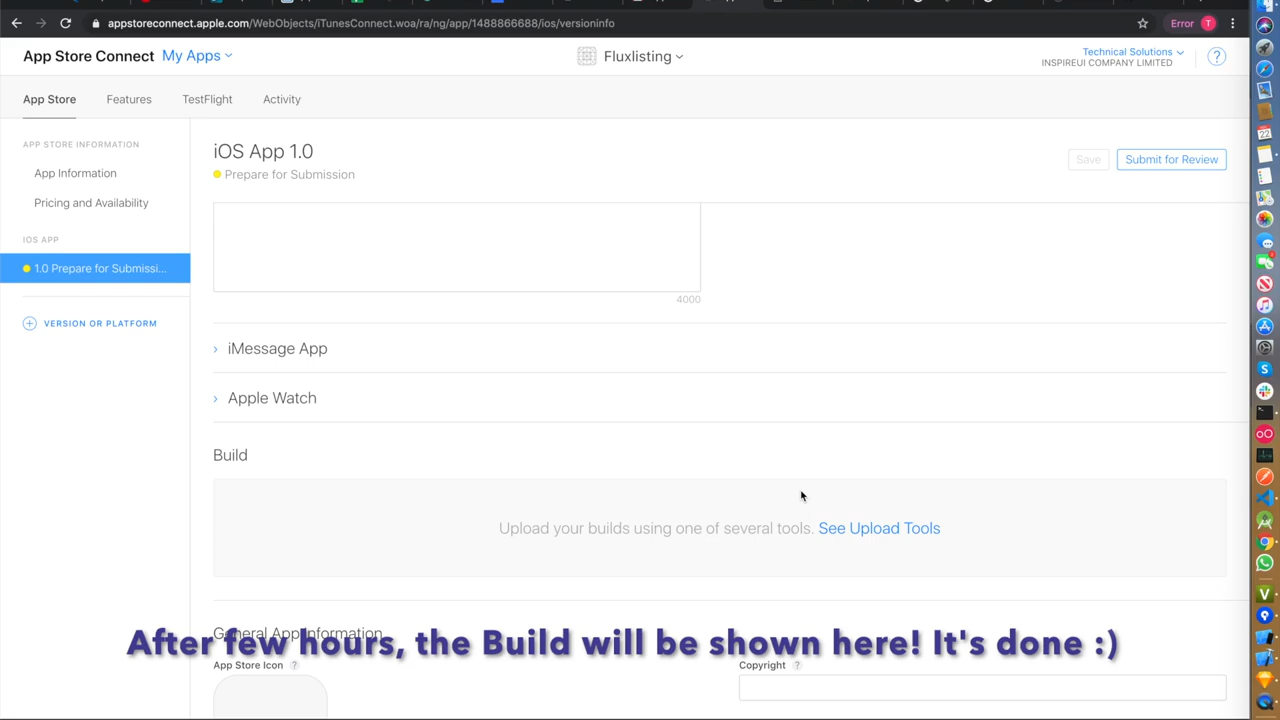 appstoreconnect.apple.com/WebObjects/iTunesConnect.woa/ra/ng/app/1488866688/ios/versioninfo
Error T
App Store Connect My Apps
Fluxlisting
Technical Solutions
INSPIREUI COMPANY LIMITED
?
App Store Features TestFlight Activity
APP STORE INFORMATION
App Information
Pricing and Availability
IOS APP
1.0 Prepare for Submissi...
VERSION OR PLATFORM
iOS App 1.0
Prepare for Submission
Save
Submit for Review
4000
iMessage App
Apple Watch
Build
Upload your builds using one of several tools. See Upload Tools
General App Information
After few hours, the Build will be shown here! It's done :)
App Store Icon ?
Copyright ?
22